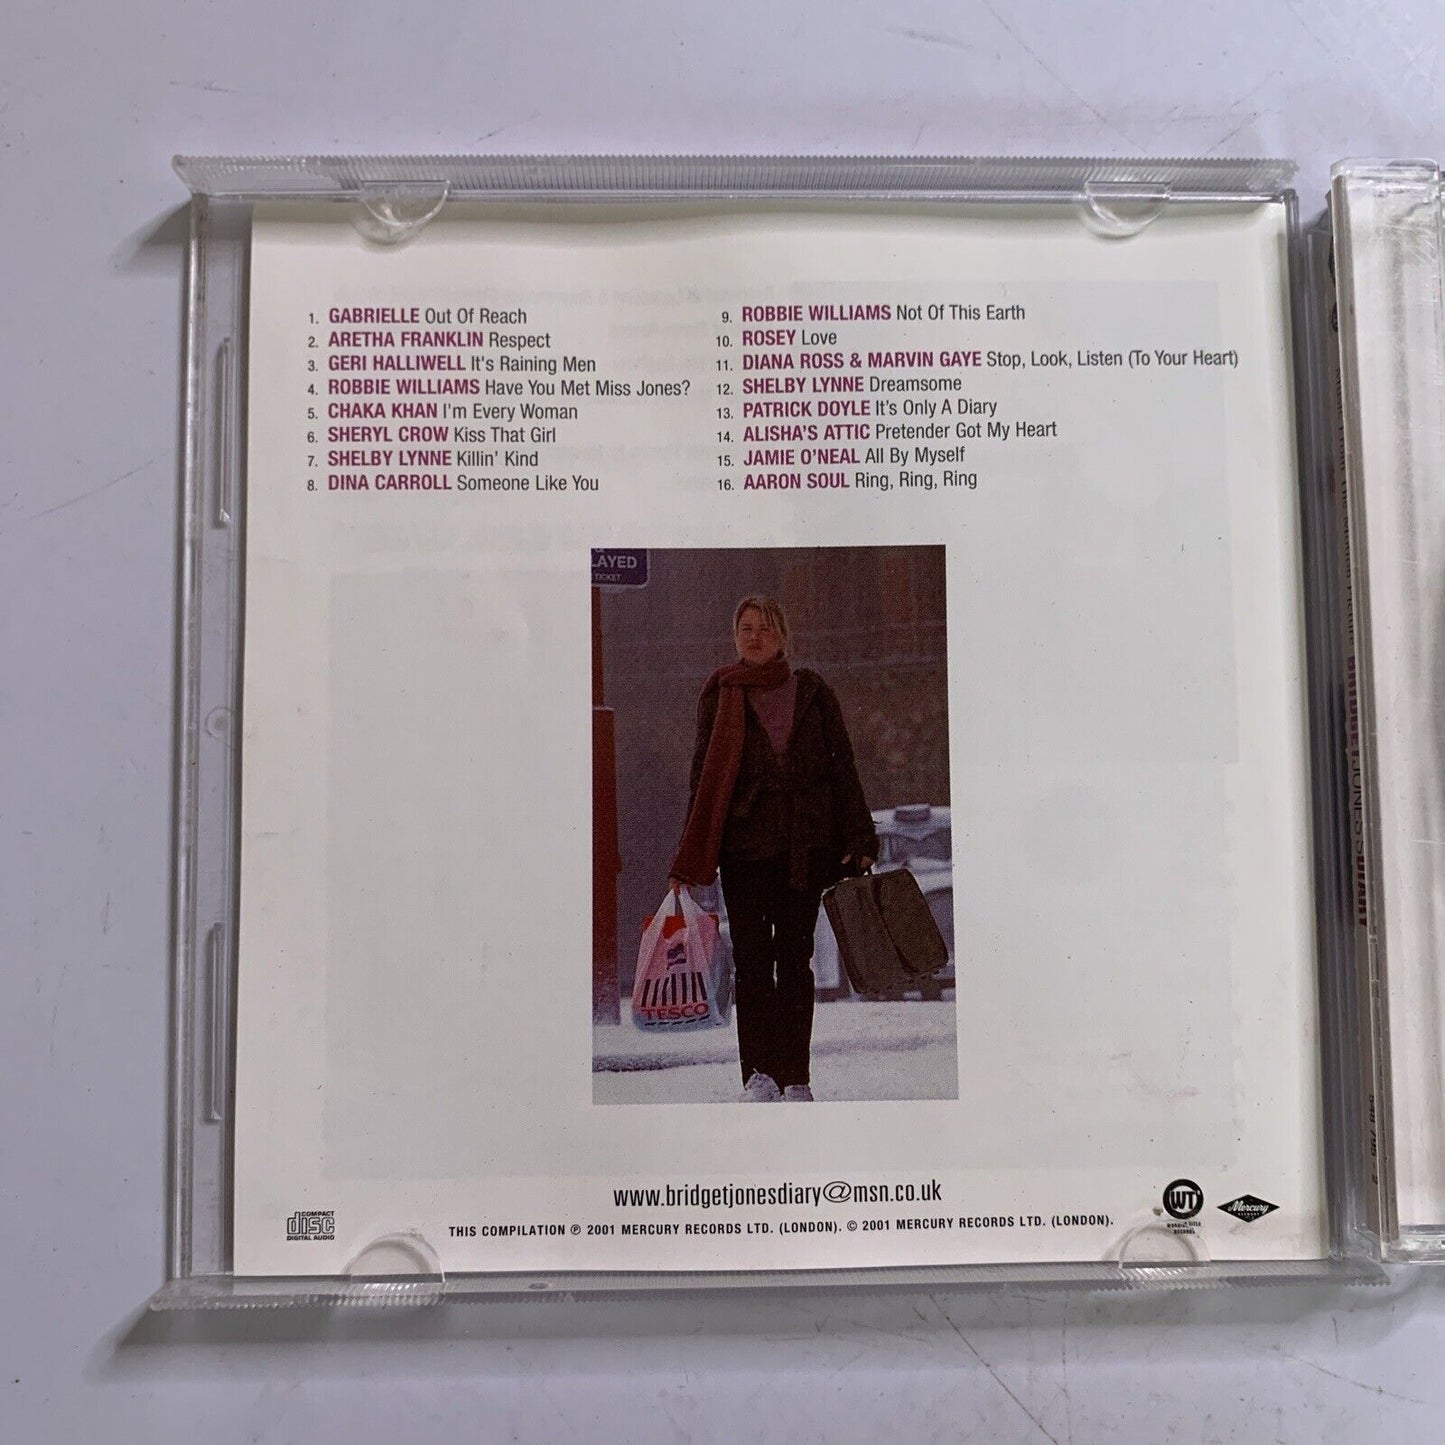 1. GABRIELLE Out Of Reach
2. ARETHA FRANKLIN Respect
3. GERI HALLIWELL It's Raining Men
4. ROBBIE WILLIAMS Have You Met Miss Jones?
5. CHAKA KHAN I'm Every Woman
6. SHERYL CROW Kiss That Girl
7. SHELBY LYNNE Killin' Kind
8. DINA CARROLL Someone Like You
9. ROBBIE WILLIAMS Not Of This Earth
10. ROSEY Love
11. DIANA ROSS & MARVIN GAYE Stop, Look, Listen (To Your Heart)
12. SHELBY LYNNE Dreamsome
13. PATRICK DOYLE It's Only A Diary
14. ALISHA'S ATTIC Pretender Got My Heart
15. JAMIE O'NEAL All By Myself
16. AARON SOUL Ring, Ring, Ring
LAYED
TICKET
TESCO
www.bridgetjonesdiary@msn.co.uk
COMPACT
disc
DIGITAL AUDIO
THIS COMPILATION ℗ 2001 MERCURY RECORDS LTD. (LONDON). © 2001 MERCURY RECORDS LTD. (LONDON).
WT
RECORDS
Mercury
BRIDGET JONES'S DIARY